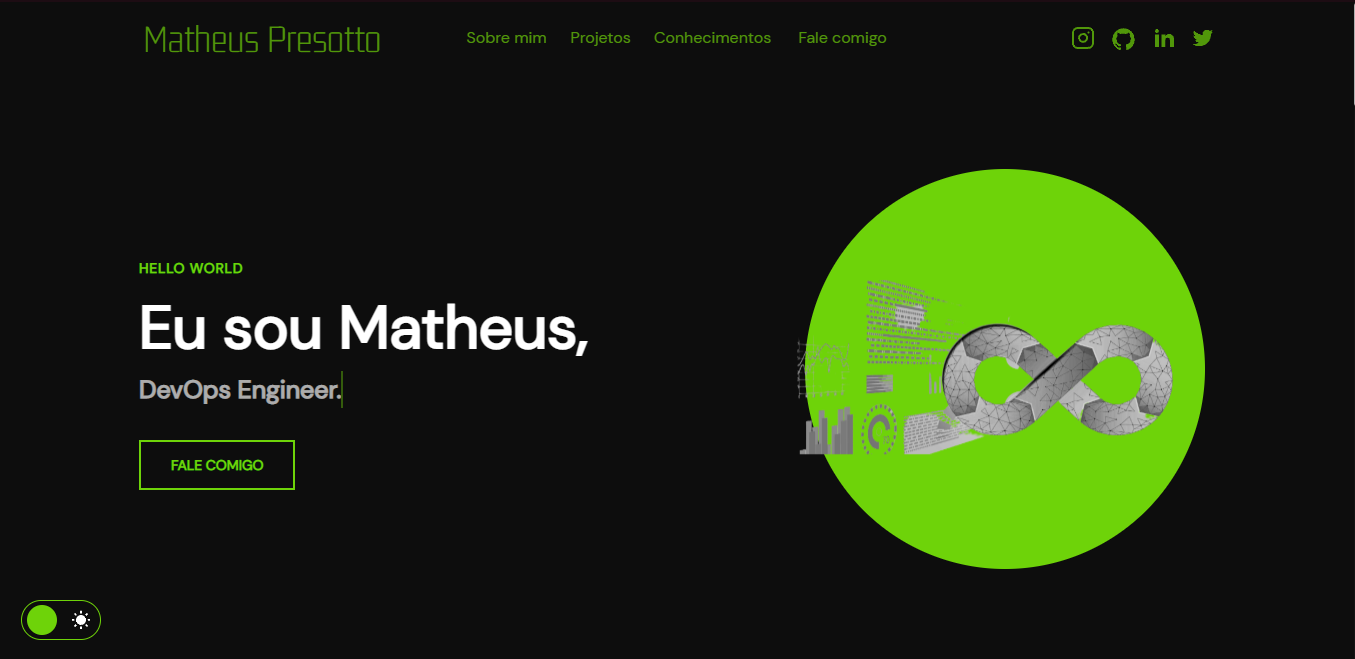 Matheus Presotto
Sobre mim Projetos Conhecimentos Fale comigo
HELLO WORLD
Eu sou Matheus,
DevOps Engineer.
FALE COMIGO